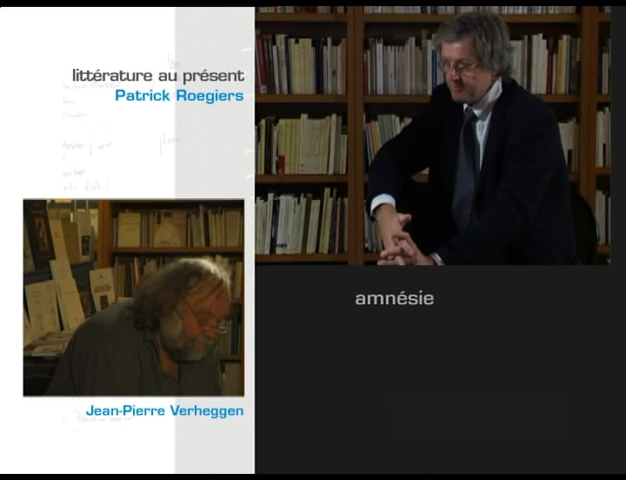 littérature au présent
Patrick Roegiers
amnésie
Jean-Pierre Verheggen